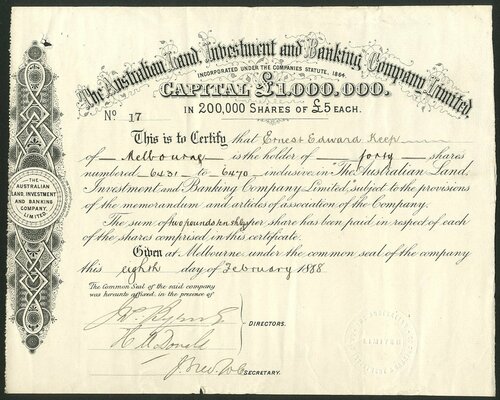 The Australian Land, Investment and Banking Company Limited.
INCORPORATED UNDER THE COMPANIES STATUTE, 1864.
CAPITAL £1,000,000.
IN 200,000 SHARES OF £5 EACH.
No 17
This is to Certify that Ernest Edward Keep
of Melbourne is the holder of forty shares
numbered 6431 to 6470 inclusive in "The Australian Land,
Investment and Banking Company Limited, subject to the provisions
of the memorandum and articles of association of the Company.
The sum of two pounds ten shgs per share has been paid in respect of each
of the shares comprised in this certificate.
Given at Melbourne under the common seal of the company
this eighth day of February 1888
The Common Seal of the said company
was hereunto affixed, in the presence of
DIRECTORS.
H McDonald
SECRETARY.
THE
AUSTRALIAN
LAND, INVESTMENT
AND BANKING
COMPANY
LIMITED.